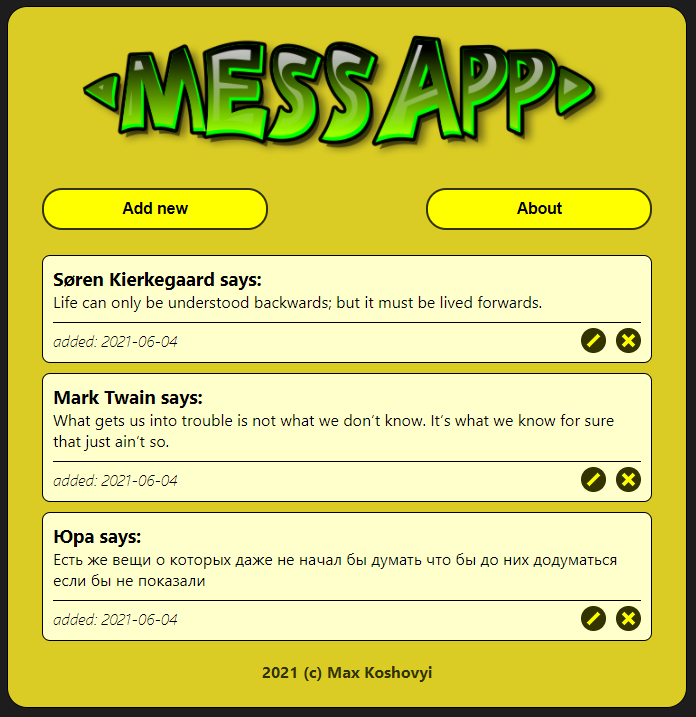 MESS APP
Add new
About
Søren Kierkegaard says:
Life can only be understood backwards; but it must be lived forwards.
added: 2021-06-04
Mark Twain says:
What gets us into trouble is not what we don't know. It's what we know for sure
that just ain't so.
added: 2021-06-04
Юра says:
Есть же вещи о которых даже не начал бы думать что бы до них додуматься
если бы не показали
added: 2021-06-04
2021 (c) Max Koshovyi